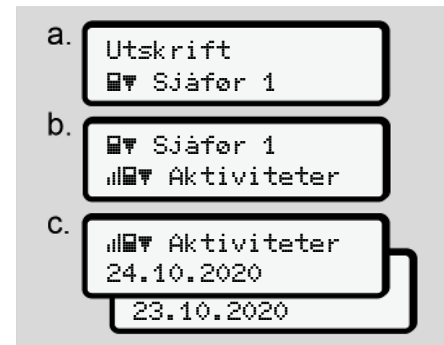 a.
Utskrift
Sjåfør 1
b.
Sjåfør 1
Aktiviteter
c.
Aktiviteter
24.10.2020
23.10.2020